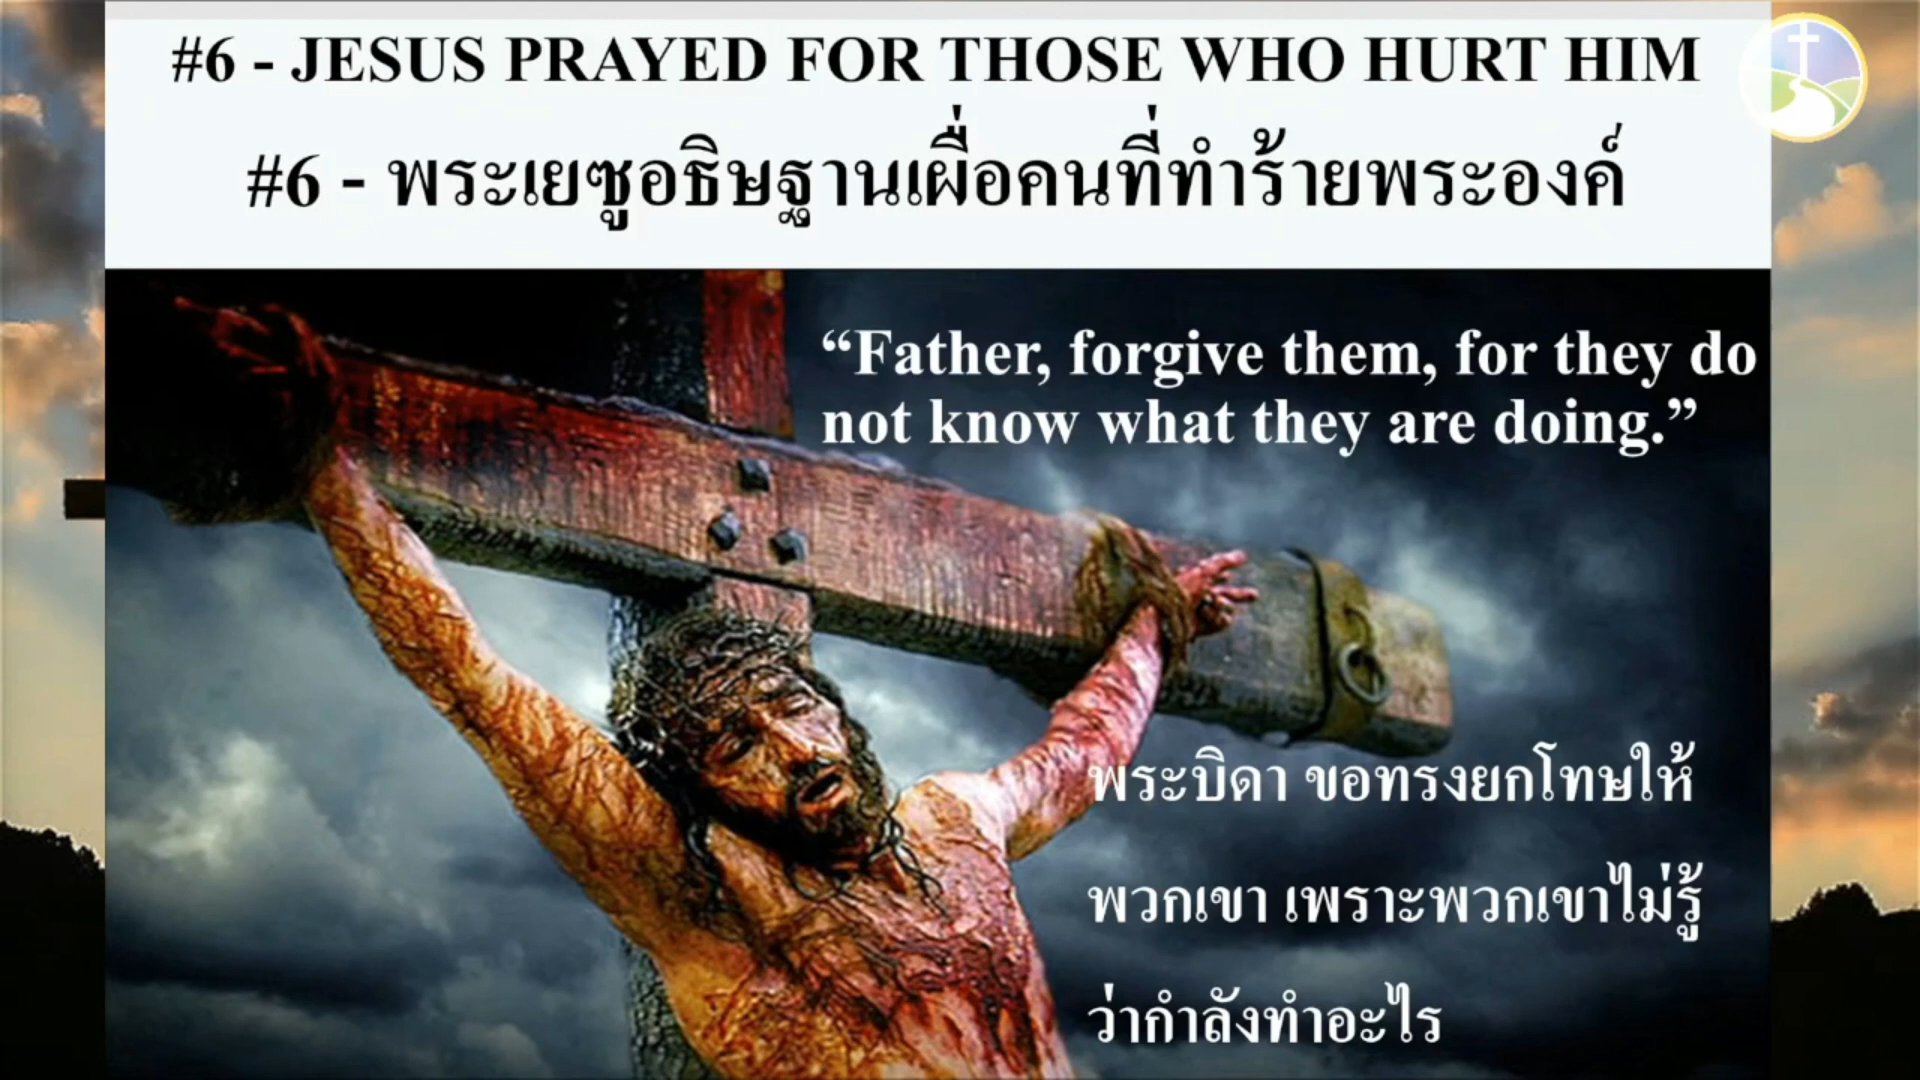 #6 - JESUS PRAYED FOR THOSE WHO HURT HIM
#6 - พระเยซูอธิษฐานเผื่อคนที่ทำร้ายพระองค์
“Father, forgive them, for they do
not know what they are doing.”
พระบิดา ขอทรงยกโทษให้
พวกเขา เพราะพวกเขาไม่รู้
ว่ากำลังทำอะไร